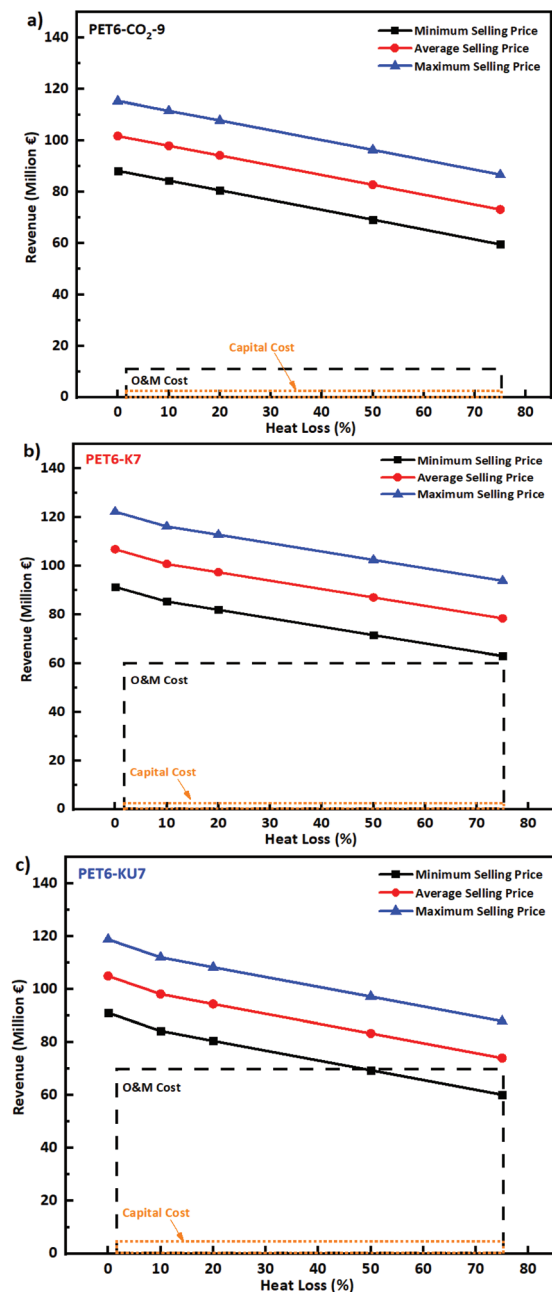 a)
PET6-CO₂-9
Minimum Selling Price
Average Selling Price
Maximum Selling Price
Revenue (Million €)
140
120
100
80
60
40
20
0
Capital Cost
O&M Cost
0 10 20 30 40 50 60 70 80
Heat Loss (%)
b)
PET6-K7
Minimum Selling Price
Average Selling Price
Maximum Selling Price
Revenue (Million €)
140
120
100
80
60
40
20
0
O&M Cost
Capital Cost
0 10 20 30 40 50 60 70 80
Heat Loss (%)
c)
PET6-KU7
Minimum Selling Price
Average Selling Price
Maximum Selling Price
Revenue (Million €)
140
120
100
80
60
40
20
0
O&M Cost
Capital Cost
0 10 20 30 40 50 60 70 80
Heat Loss (%)